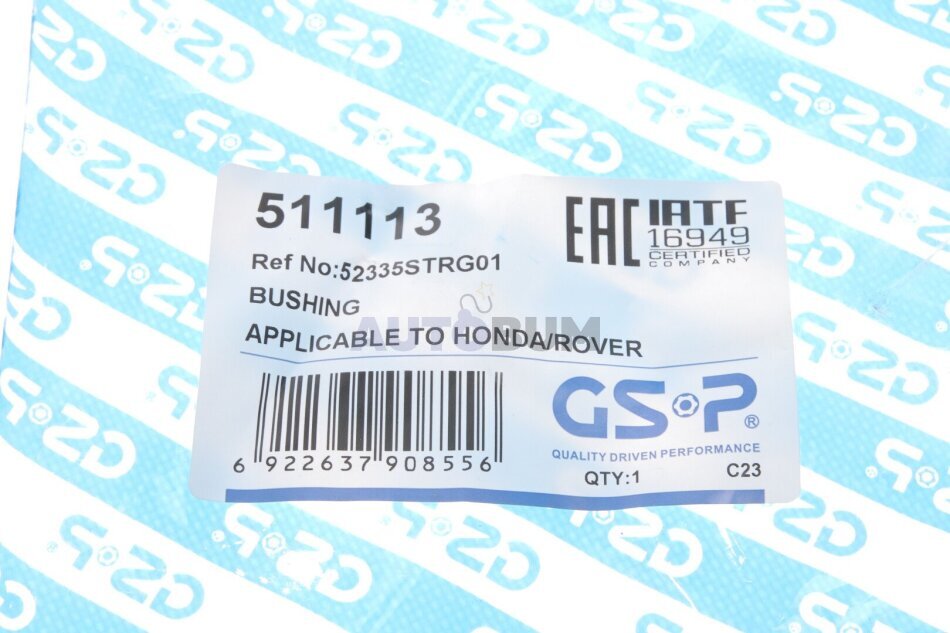 511113
Ref No:52335STRG01
BUSHING
APPLICABLE TO HONDA/ROVER
EAC
IATF
16949
CERTIFIED
COMPANY
AUTOBUM
6 922637 908556
GSP®
QUALITY DRIVEN PERFORMANCE
QTY:1
C23